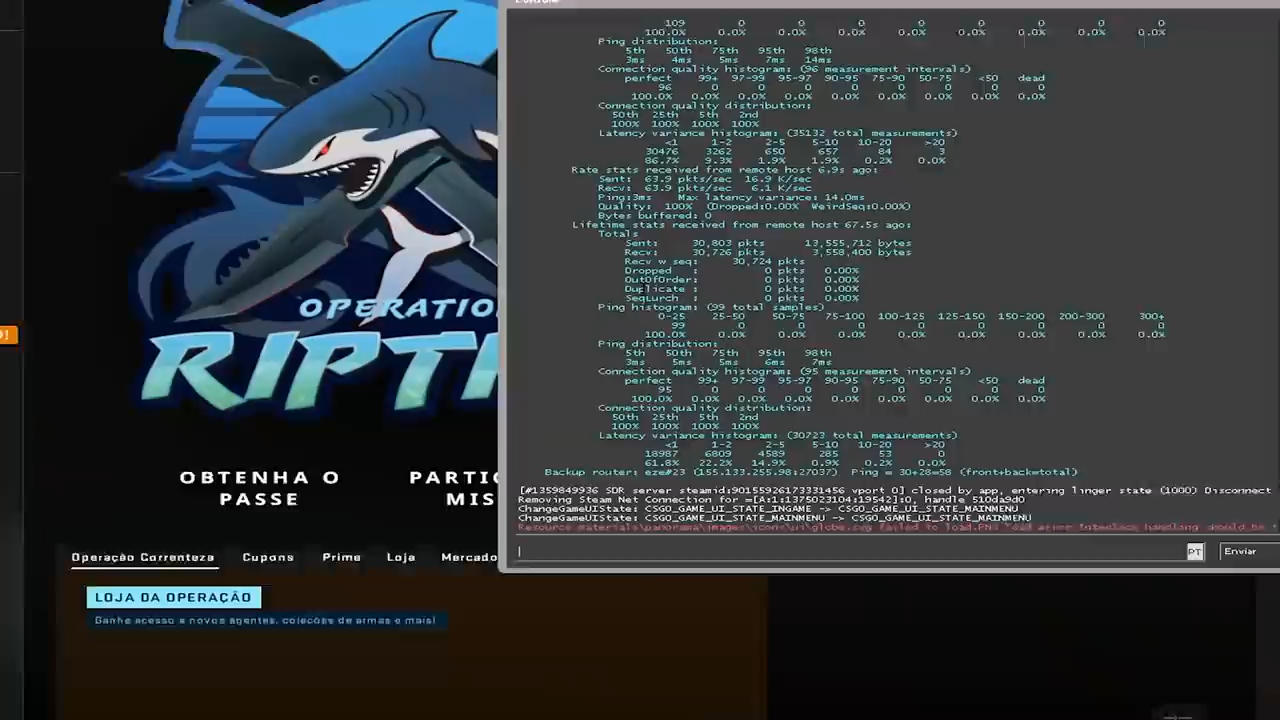 OPERATIO
RIPTI
OBTENHA O
PASSE
PARTIC
MIS
Operação Correnteza Cupons Prime Loja Mercado
LOJA DA OPERAÇÃO
Ganhe acesso a novos agentes, coleções de armas e mais!
109 0 0 0 0 0 0 0 0
100.0% 0.0% 0.0% 0.0% 0.0% 0.0% 0.0% 0.0% 0.0%
Ping distribution:
5th 50th 75th 95th 98th
3ms 4ms 5ms 7ms 14ms
Connection quality histogram: (96 measurement intervals)
perfect 99+ 97-99 95-97 90-95 75-90 50-75 <50 dead
96 0 0 0 0 0 0 0 0
100.0% 0.0% 0.0% 0.0% 0.0% 0.0% 0.0% 0.0% 0.0%
Connection quality distribution:
50th 25th 5th 2nd
100% 100% 100% 100%
Latency variance histogram: (35132 total measurements)
<1 1-2 2-5 5-10 10-20 >20
30476 3262 650 657 84 3
86.7% 9.3% 1.9% 1.9% 0.2% 0.0%
Rate stats received from remote host 6.9s ago:
Sent: 63.9 pkts/sec 16.9 K/sec
Recv: 63.9 pkts/sec 6.1 K/sec
Ping:3ms Max latency variance: 14.0ms
Quality: 100% (Dropped:0.00% WeirdSeq:0.00%)
Bytes buffered: 0
Lifetime stats received from remote host 67.5s ago:
Totals
Sent: 30,803 pkts 13,555,712 bytes
Recv: 30,726 pkts 3,558,400 bytes
Recv w seq: 30,724 pkts
Dropped : 0 pkts 0.00%
OutOfOrder: 0 pkts 0.00%
Duplicate : 0 pkts 0.00%
SeqLurch : 0 pkts 0.00%
Ping histogram: (99 total samples)
0-25 25-50 50-75 75-100 100-125 125-150 150-200 200-300 300+
99 0 0 0 0 0 0 0 0
100.0% 0.0% 0.0% 0.0% 0.0% 0.0% 0.0% 0.0% 0.0%
Ping distribution:
5th 50th 75th 95th 98th
3ms 5ms 5ms 6ms 7ms
Connection quality histogram: (95 measurement intervals)
perfect 99+ 97-99 95-97 90-95 75-90 50-75 <50 dead
95 0 0 0 0 0 0 0 0
100.0% 0.0% 0.0% 0.0% 0.0% 0.0% 0.0% 0.0% 0.0%
Connection quality distribution:
50th 25th 5th 2nd
100% 100% 100% 100%
Latency variance histogram: (30723 total measurements)
<1 1-2 2-5 5-10 10-20 >20
18987 6809 4589 285 53 0
61.8% 22.2% 14.9% 0.9% 0.2% 0.0%
Backup router: eze#23 (155.133.255.98:27037) Ping = 30+28=58 (front+back=total)
[#1359849936 SDR server steamid:90155926173331456 vport 0] closed by app, entering linger state (1000) Disconnect
Removing Steam Net Connection for =[A:1:1375023104:19542]:0, handle 510da9d0
ChangeGameUIState: CSGO_GAME_UI_STATE_INGAME -> CSGO_GAME_UI_STATE_MAINMENU
ChangeGameUIState: CSGO_GAME_UI_STATE_MAINMENU -> CSGO_GAME_UI_STATE_MAINMENU
Resource materials\panorama\images\icons\ui\globe.svg failed to load.PNG load error Interlace handling should be
PT
Enviar